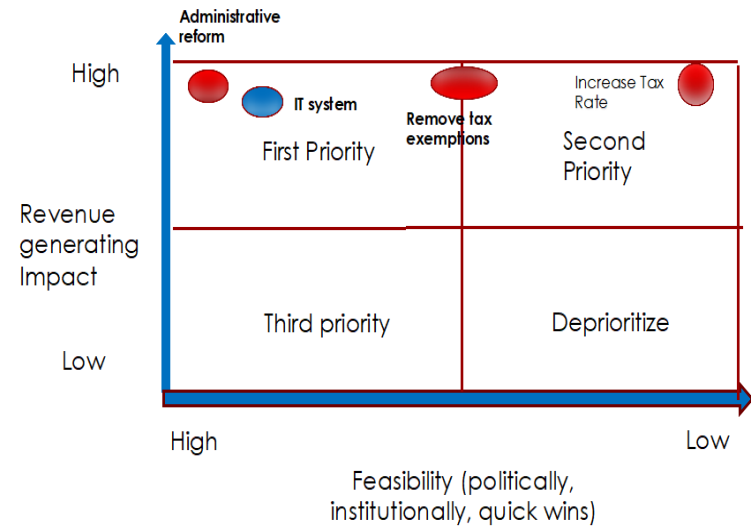 Administrative
reform
High
IT system
Increase Tax
Rate
Remove tax
exemptions
First Priority
Second
Priority
Revenue
generating
Impact
Third priority
Deprioritize
Low
High
Low
Feasibility (politically,
institutionally, quick wins)